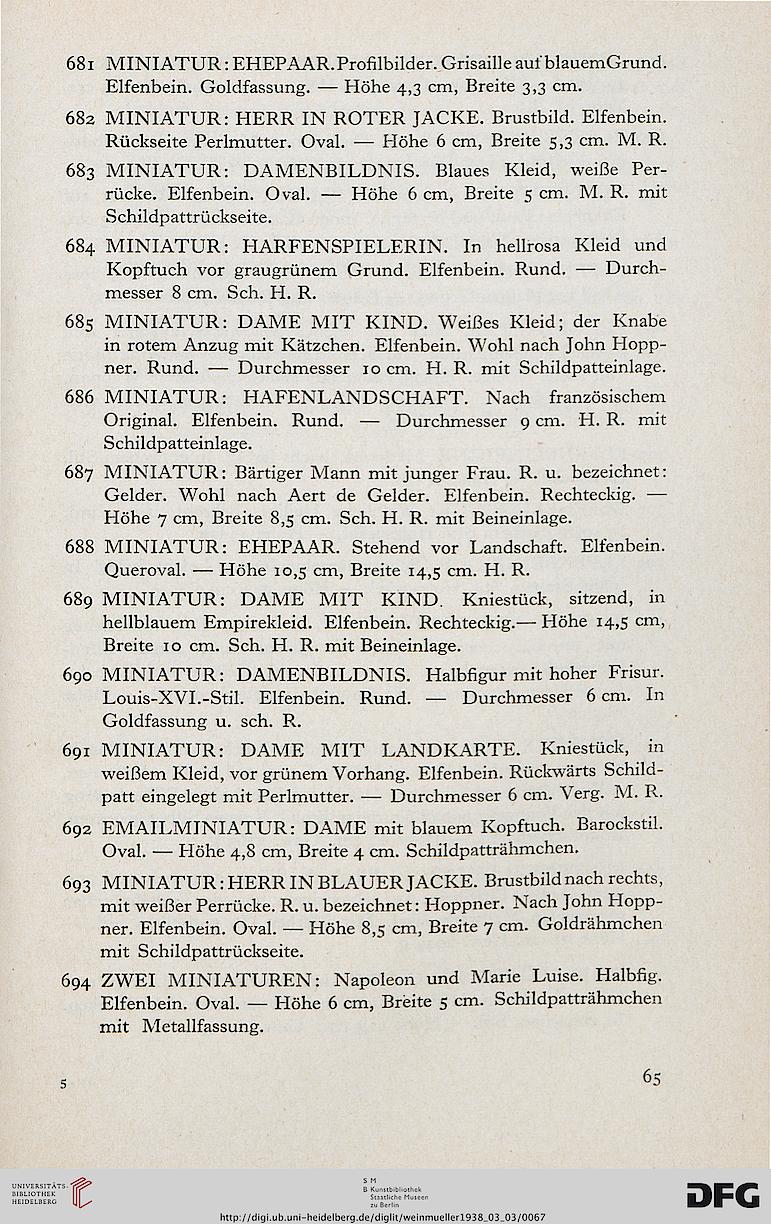 681 MINIATUR: EHEPAAR. Profilbilder. Grisaille auf blauem Grund.
Elfenbein. Goldfassung. — Höhe 4,3 cm, Breite 3,3 cm.
682 MINIATUR: HERR IN ROTER JACKE. Brustbild. Elfenbein.
Rückseite Perlmutter. Oval. — Höhe 6 cm, Breite 5,3 cm. M. R.
683 MINIATUR: DAMENBILDNIS. Blaues Kleid, weiße Per-
rücke. Elfenbein. Oval. — Höhe 6 cm, Breite 5 cm. M. R. mit
Schildpattrückseite.
684 MINIATUR: HARFENSPIELERIN. In hellrosa Kleid und
Kopftuch vor graugrünem Grund. Elfenbein. Rund. — Durch-
messer 8 cm. Sch. H. R.
685 MINIATUR: DAME MIT KIND. Weißes Kleid; der Knabe
in rotem Anzug mit Kätzchen. Elfenbein. Wohl nach John Hopp-
ner. Rund. — Durchmesser 10 cm. H. R. mit Schildpatteinlage.
686 MINIATUR: HAFENLANDSCHAFT. Nach französischem
Original. Elfenbein. Rund. — Durchmesser 9 cm. H. R. mit
Schildpatteinlage.
687 MINIATUR: Bärtiger Mann mit junger Frau. R. u. bezeichnet:
Gelder. Wohl nach Aert de Gelder. Elfenbein. Rechteckig. —
Höhe 7 cm, Breite 8,5 cm. Sch. H. R. mit Beineinlage.
688 MINIATUR: EHEPAAR. Stehend vor Landschaft. Elfenbein.
Queroval. — Höhe 10,5 cm, Breite 14,5 cm. H. R.
689 MINIATUR: DAME MIT KIND. Kniestück, sitzend, in
hellblauem Empirekleid. Elfenbein. Rechteckig.— Höhe 14,5 cm,
Breite 10 cm. Sch. H. R. mit Beineinlage.
690 MINIATUR: DAMENBILDNIS. Halbfigur mit hoher Frisur.
Louis-XVI.-Stil. Elfenbein. Rund. — Durchmesser 6 cm. In
Goldfassung u. sch. R.
691 MINIATUR: DAME MIT LANDKARTE. Kniestück, in
weißem Kleid, vor grünem Vorhang. Elfenbein. Rückwärts Schild-
patt eingelegt mit Perlmutter. — Durchmesser 6 cm. Verg. M. R.
692 EMAILMINIATUR: DAME mit blauem Kopftuch. Barockstil.
Oval. — Höhe 4,8 cm, Breite 4 cm. Schildpatträhmchen.
693 MINIATUR: HERR IN BLAUER JACKE. Brustbild nach rechts,
mit weißer Perrücke. R. u. bezeichnet: Hoppner. Nach John Hopp-
ner. Elfenbein. Oval. — Höhe 8,5 cm, Breite 7 cm. Goldrähmchen
mit Schildpattrückseite.
694 ZWEI MINIATUREN: Napoleon und Marie Luise. Halbfig.
Elfenbein. Oval. — Höhe 6 cm, Breite 5 cm. Schildpatträhmchen
mit Metallfassung.
5 65
UNIVERSITÄTS-
BIBLIOTHEK
HEIDELBERG
S M
B Kunstbibliothek
Staatliche Museen
zu Berlin
DFG
http://digi.ub.uni-heidelberg.de/diglit/weinmueller1938_03_03/0067